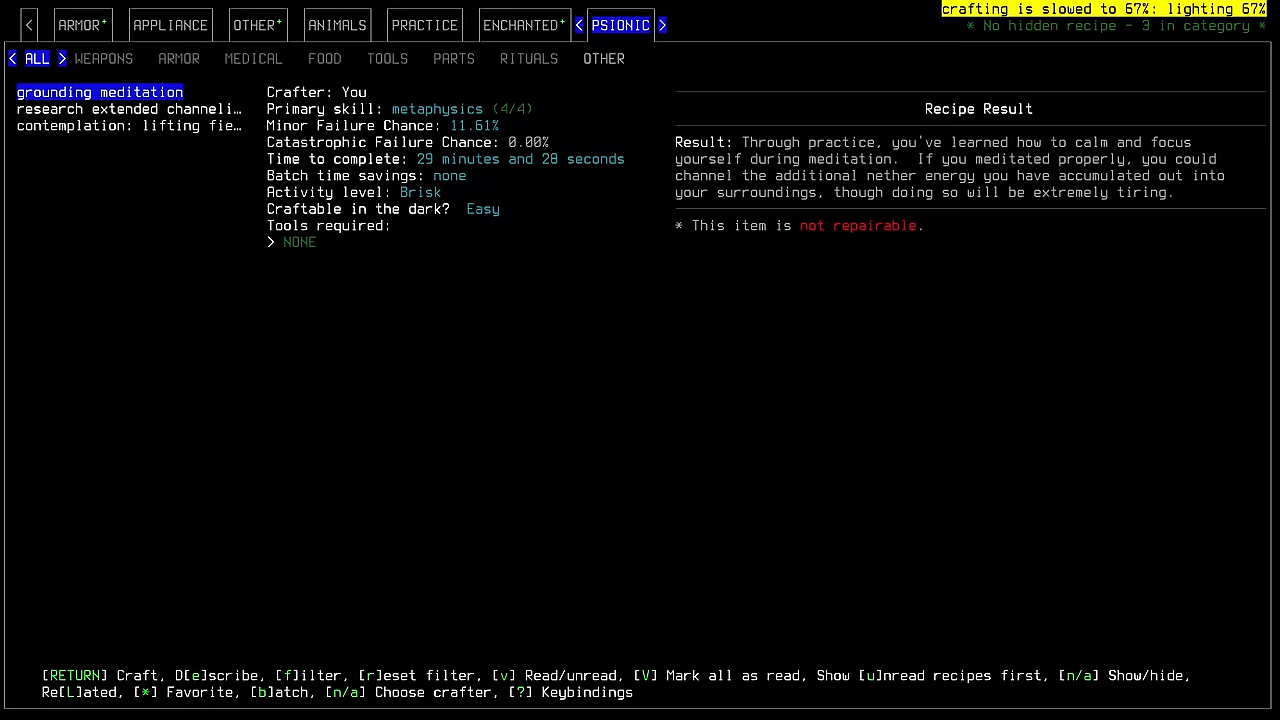 crafting is slowed to 67%: lighting 67%
< ARMOR+ APPLIANCE OTHER+ ANIMALS PRACTICE ENCHANTED+ < PSIONIC >
* No hidden recipe - 3 in category *
< ALL > WEAPONS ARMOR MEDICAL FOOD TOOLS PARTS RITUALS OTHER
grounding meditation
research extended channeli…
contemplation: lifting fie…
Crafter: You
Primary skill: metaphysics (4/4)
Minor Failure Chance: 11.61%
Catastrophic Failure Chance: 0.00%
Time to complete: 29 minutes and 28 seconds
Batch time savings: none
Activity level: Brisk
Craftable in the dark? Easy
Tools required:
> NONE
Recipe Result
Result: Through practice, you've learned how to calm and focus
yourself during meditation. If you meditated properly, you could
channel the additional nether energy you have accumulated out into
your surroundings, though doing so will be extremely tiring.
* This item is not repairable.
[RETURN] Craft, D[e]scribe, [f]ilter, [r]eset filter, [v] Read/unread, [V] Mark all as read, Show [u]nread recipes first, [n/a] Show/hide,
Re[L]ated, [*] Favorite, [b]atch, [n/a] Choose crafter, [?] Keybindings